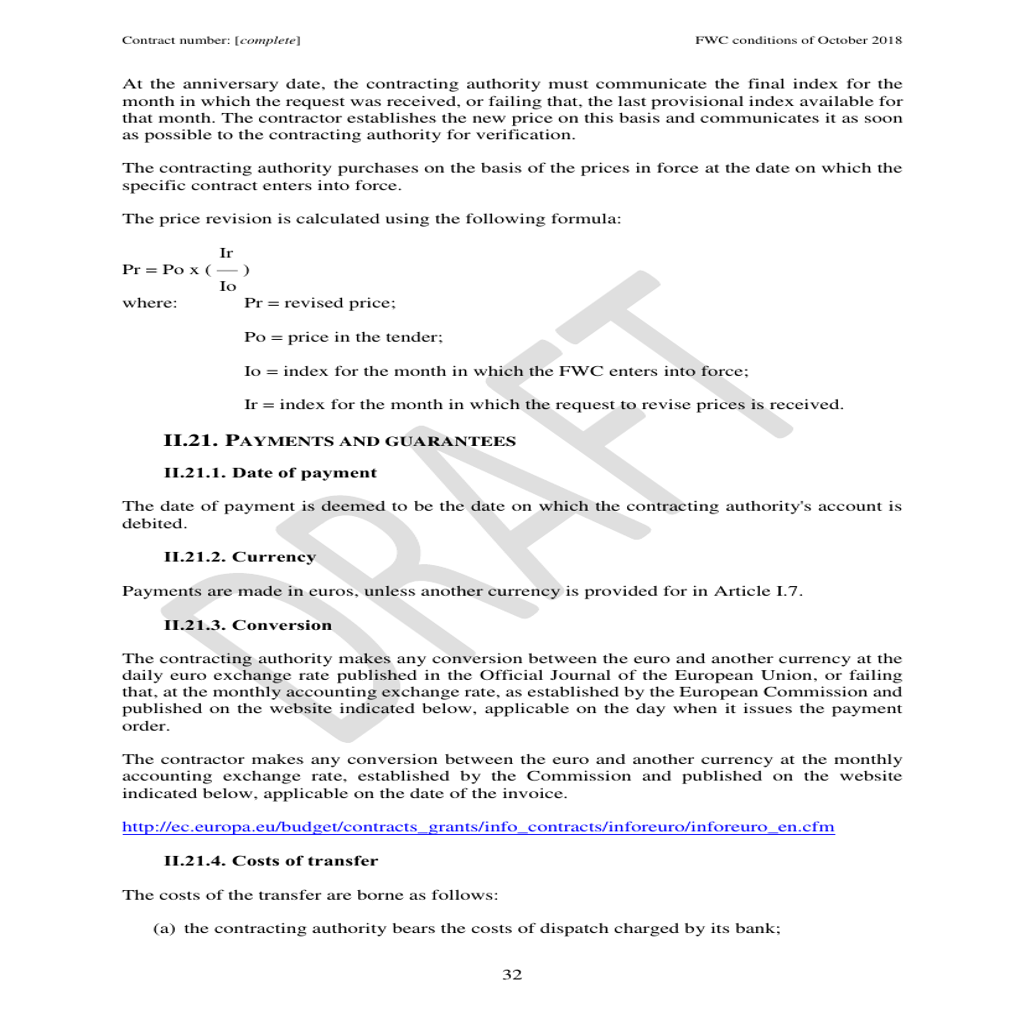 Contract number: [complete] FWC conditions of October 2018
At the anniversary date, the contracting authority must communicate the final index for the
month in which the request was received, or failing that, the last provisional index available for
that month. The contractor establishes the new price on this basis and communicates it as soon
as possible to the contracting authority for verification.
The contracting authority purchases on the basis of the prices in force at the date on which the
specific contract enters into force.
The price revision is calculated using the following formula:
Ir
Pr = Po x ( — )
Io
where: Pr = revised price;
Po = price in the tender;
Io = index for the month in which the FWC enters into force;
Ir = index for the month in which the request to revise prices is received.
II.21. PAYMENTS AND GUARANTEES
II.21.1. Date of payment
The date of payment is deemed to be the date on which the contracting authority's account is
debited.
II.21.2. Currency
Payments are made in euros, unless another currency is provided for in Article I.7.
II.21.3. Conversion
The contracting authority makes any conversion between the euro and another currency at the
daily euro exchange rate published in the Official Journal of the European Union, or failing
that, at the monthly accounting exchange rate, as established by the European Commission and
published on the website indicated below, applicable on the day when it issues the payment
order.
The contractor makes any conversion between the euro and another currency at the monthly
accounting exchange rate, established by the Commission and published on the website
indicated below, applicable on the date of the invoice.
http://ec.europa.eu/budget/contracts_grants/info_contracts/inforeuro/inforeuro_en.cfm
II.21.4. Costs of transfer
The costs of the transfer are borne as follows:
(a) the contracting authority bears the costs of dispatch charged by its bank;
32
DRAFT